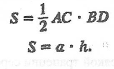 S = 1/2 AC · BD
S = a · h.